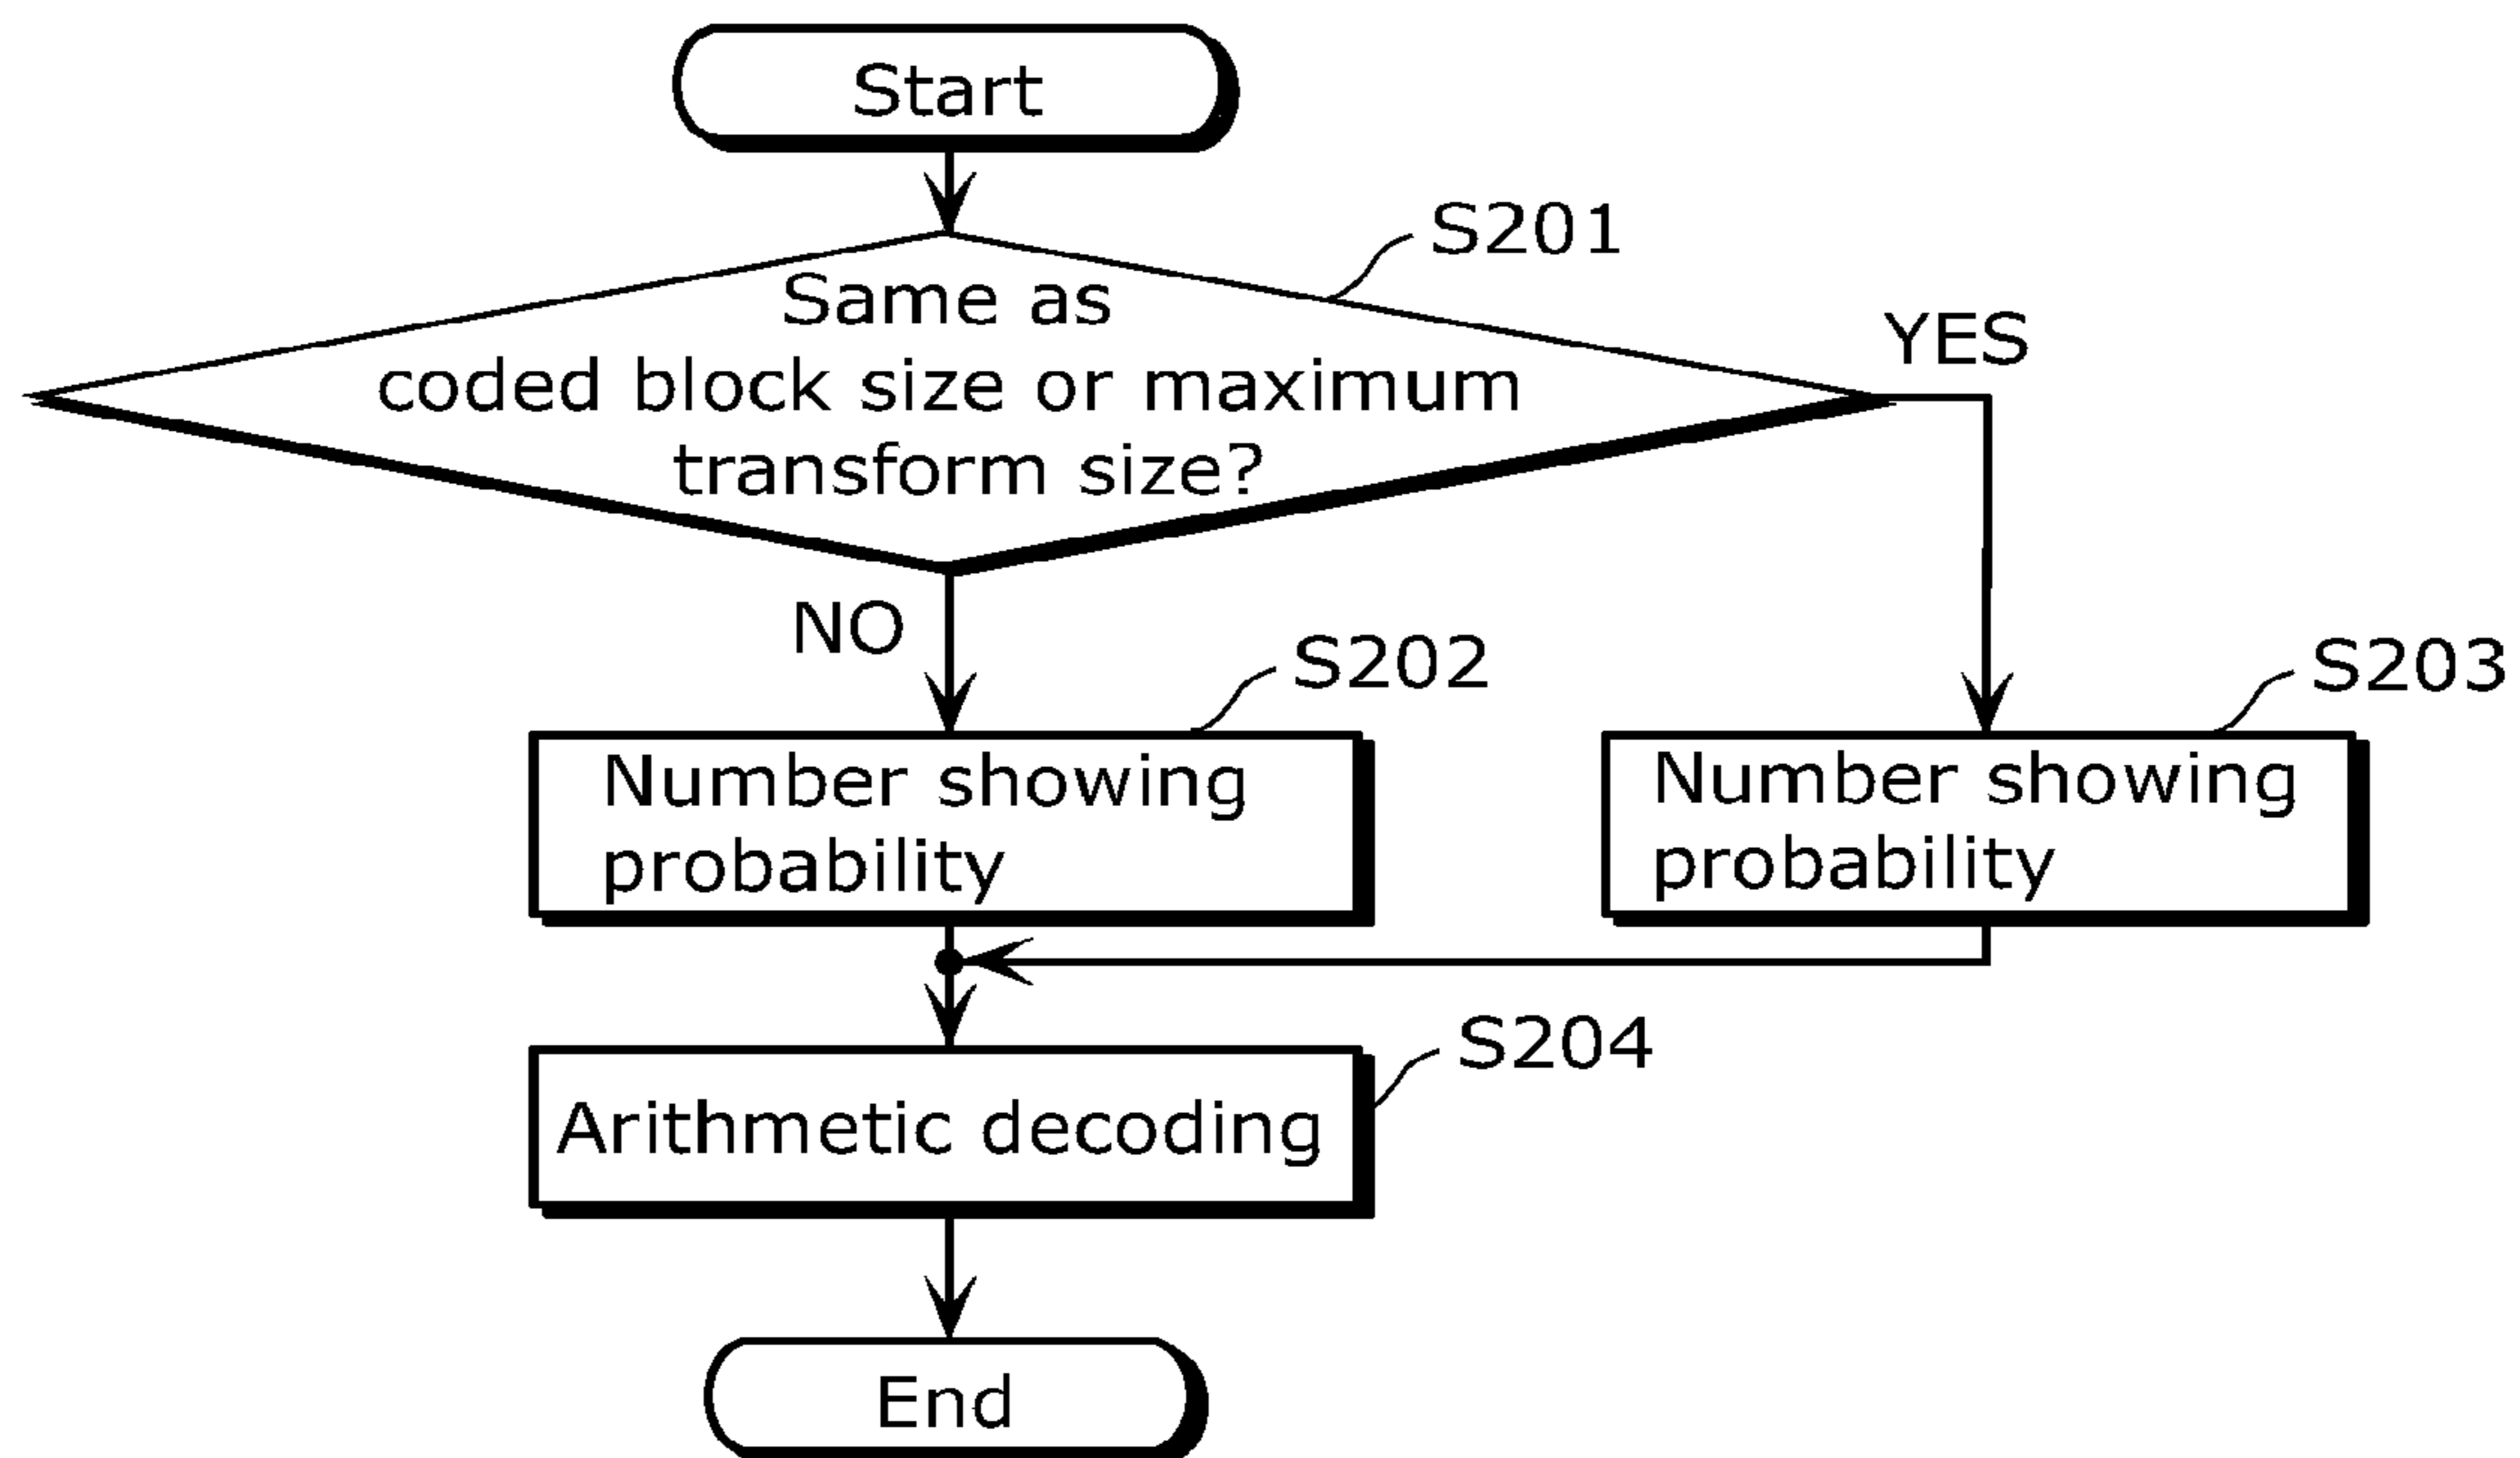 Start
S201
Same as
coded block size or maximum
transform size?
YES
NO
S202
S203
Number showing
probability
Number showing
probability
S204
Arithmetic decoding
End